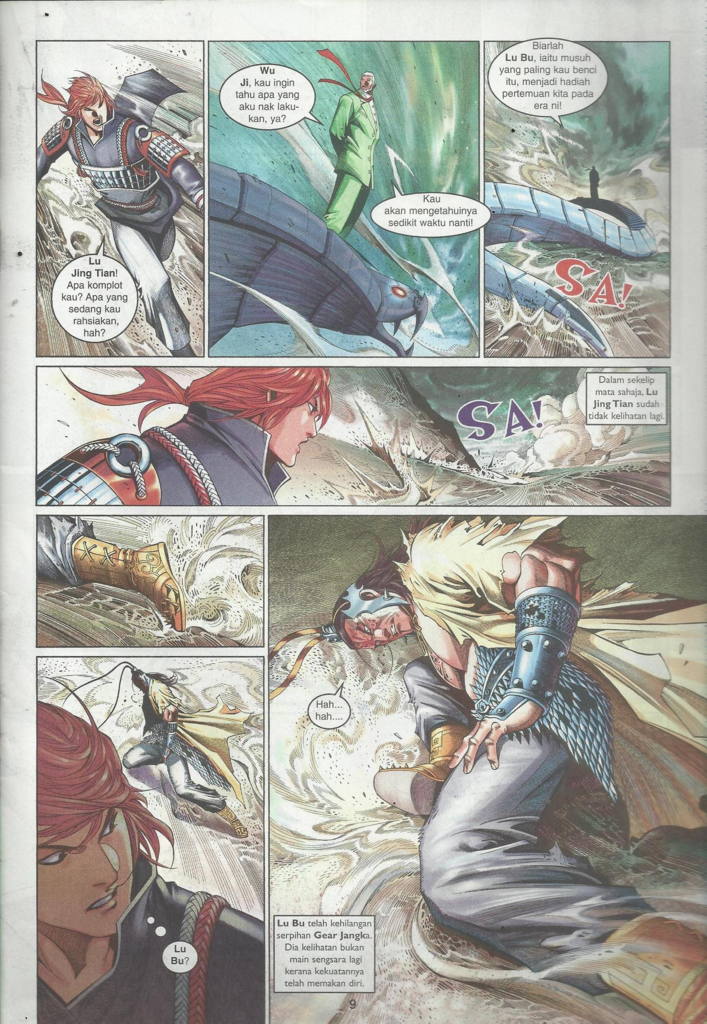 Lu
Jing Tian!
Apa komplot
kau? Apa yang
sedang kau
rahsiakan,
hah?
Wu
Ji, kau ingin
tahu apa yang
aku nak laku-
kan, ya?
Kau
akan mengetahuinya
sedikit waktu nanti!
Biarlah
Lu Bu, iaitu musuh
yang paling kau benci
itu, menjadi hadiah
pertemuan kita pada
era ni!
SA!
SA!
Dalam sekelip
mata sahaja, Lu
Jing Tian sudah
tidak kelihatan lagi.
Lu
Bu?
Hah...
hah....
Lu Bu telah kehilangan
serpihan Gear Jangka.
Dia kelihatan bukan
main sengsara lagi
kerana kekuatannya
telah memakan diri.
9